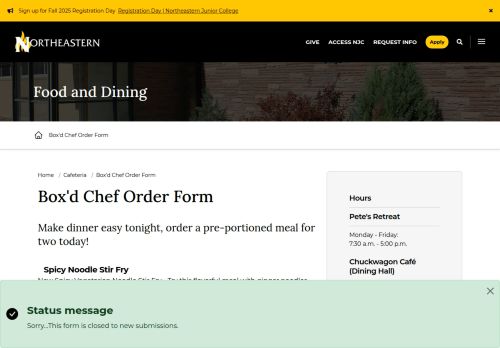 Sign up for Fall 2025 Registration Day Registration Day | Northeastern Junior College
NORTHEASTERN
GIVE ACCESS NJC REQUEST INFO Apply
Food and Dining
Box'd Chef Order Form
Home / Cafeteria / Box'd Chef Order Form
Box'd Chef Order Form
Make dinner easy tonight, order a pre-portioned meal for
two today!
Spicy Noodle Stir Fry
Hours
Pete's Retreat
Monday - Friday:
7:30 a.m. - 5:00 p.m.
Chuckwagon Café
(Dining Hall)
Status message
Sorry...This form is closed to new submissions.